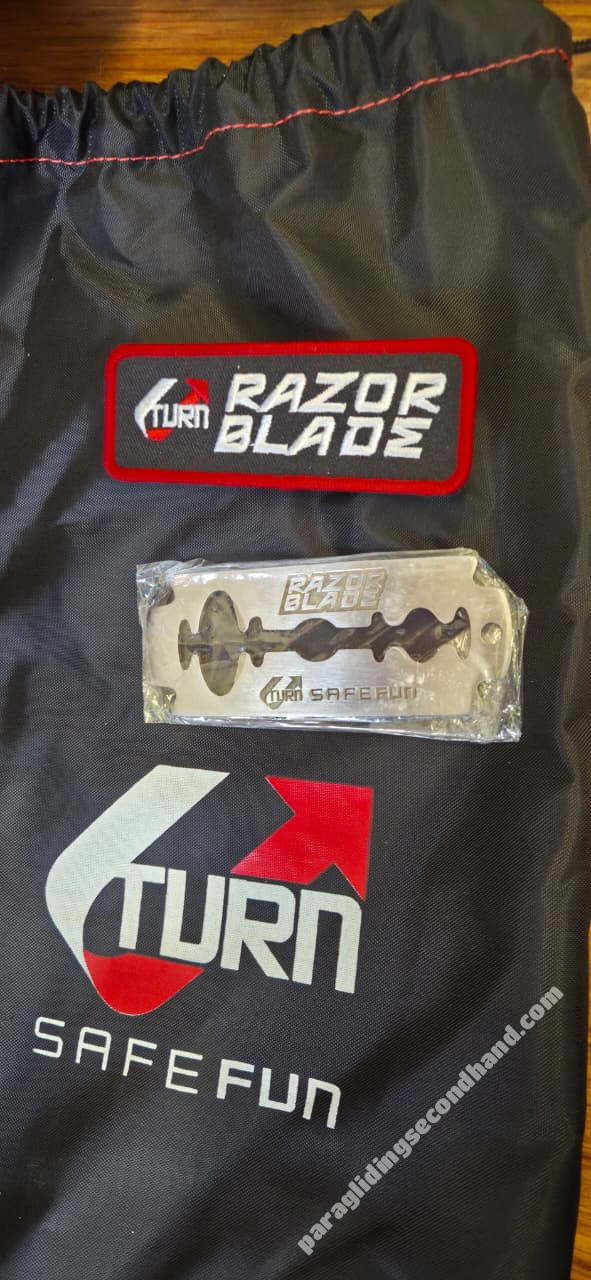 TURN
RAZOR
BLADE
RAZOR
BLADE
TURN SAFEFUN
TURN
SAFEFUN
paraglidingsecondhand.com